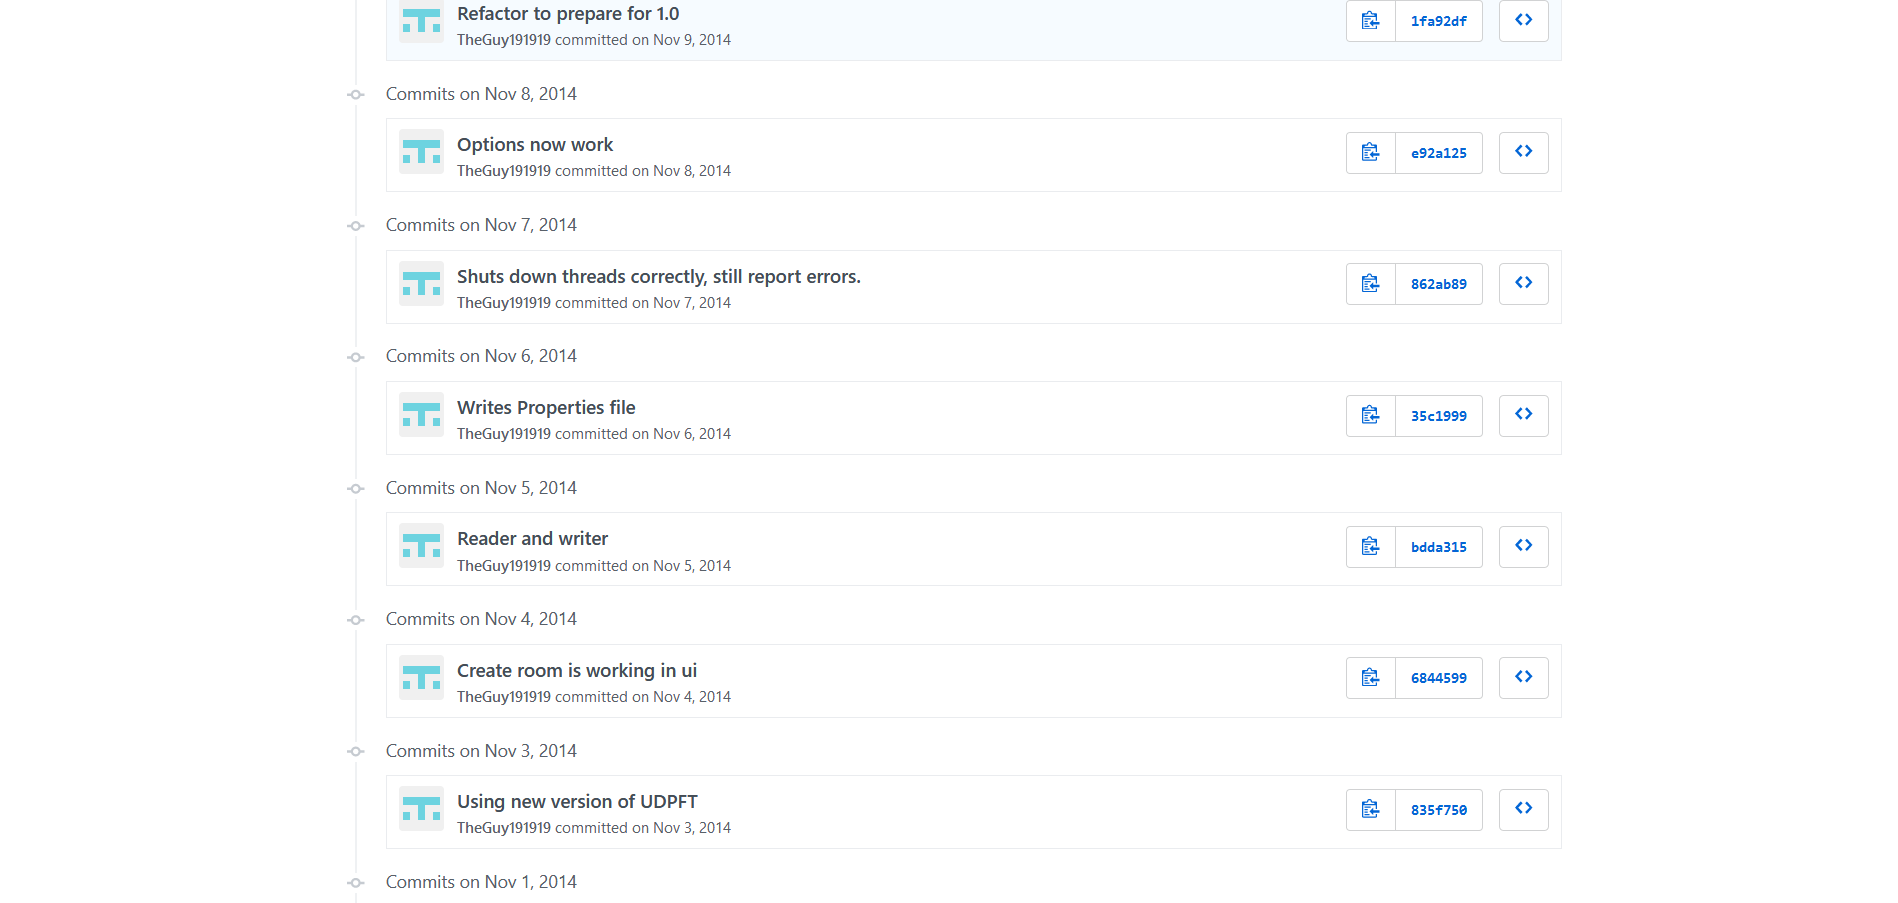 Refactor to prepare for 1.0
TheGuy191919 committed on Nov 9, 2014
1fa92df
Commits on Nov 8, 2014
Options now work
TheGuy191919 committed on Nov 8, 2014
e92a125
Commits on Nov 7, 2014
Shuts down threads correctly, still report errors.
TheGuy191919 committed on Nov 7, 2014
862ab89
Commits on Nov 6, 2014
Writes Properties file
TheGuy191919 committed on Nov 6, 2014
35c1999
Commits on Nov 5, 2014
Reader and writer
TheGuy191919 committed on Nov 5, 2014
bdda315
Commits on Nov 4, 2014
Create room is working in ui
TheGuy191919 committed on Nov 4, 2014
6844599
Commits on Nov 3, 2014
Using new version of UDPFT
TheGuy191919 committed on Nov 3, 2014
835f750
Commits on Nov 1, 2014